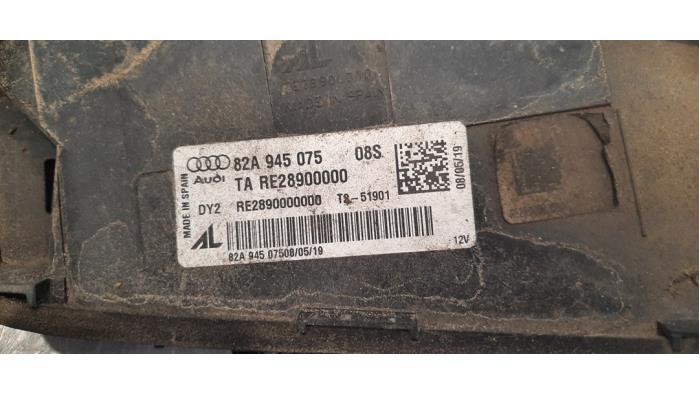 MADE IN SPAIN
82A 945 075 08S
Audi
TA RE28900000
DY2 RE2890000000 T8-51901
08/05/19
AL
82A 945 07508/05/19
12V
MADE IN SPAIN